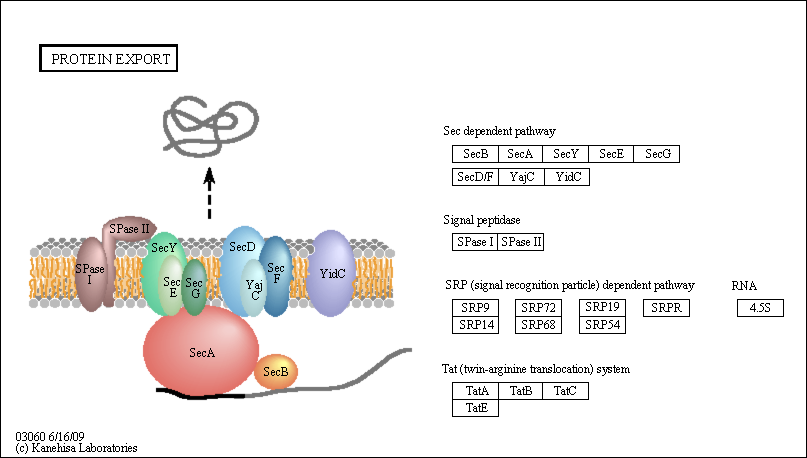 PROTEIN EXPORT
SPase II
SecY
SecD
SPase
I
Sec
E
Sec
G
Yaj
C
Sec
F
YidC
SecA
SecB
Sec dependent pathway
SecB SecA SecY SecE SecG
SecD/F YajC YidC
Signal peptidase
SPase I SPase II
SRP (signal recognition particle) dependent pathway RNA
SRP9 SRP72 SRP19 SRPR 4.5S
SRP14 SRP68 SRP54
Tat (twin-arginine translocation) system
TatA TatB TatC
TatE
03060 6/16/09
(c) Kanehisa Laboratories